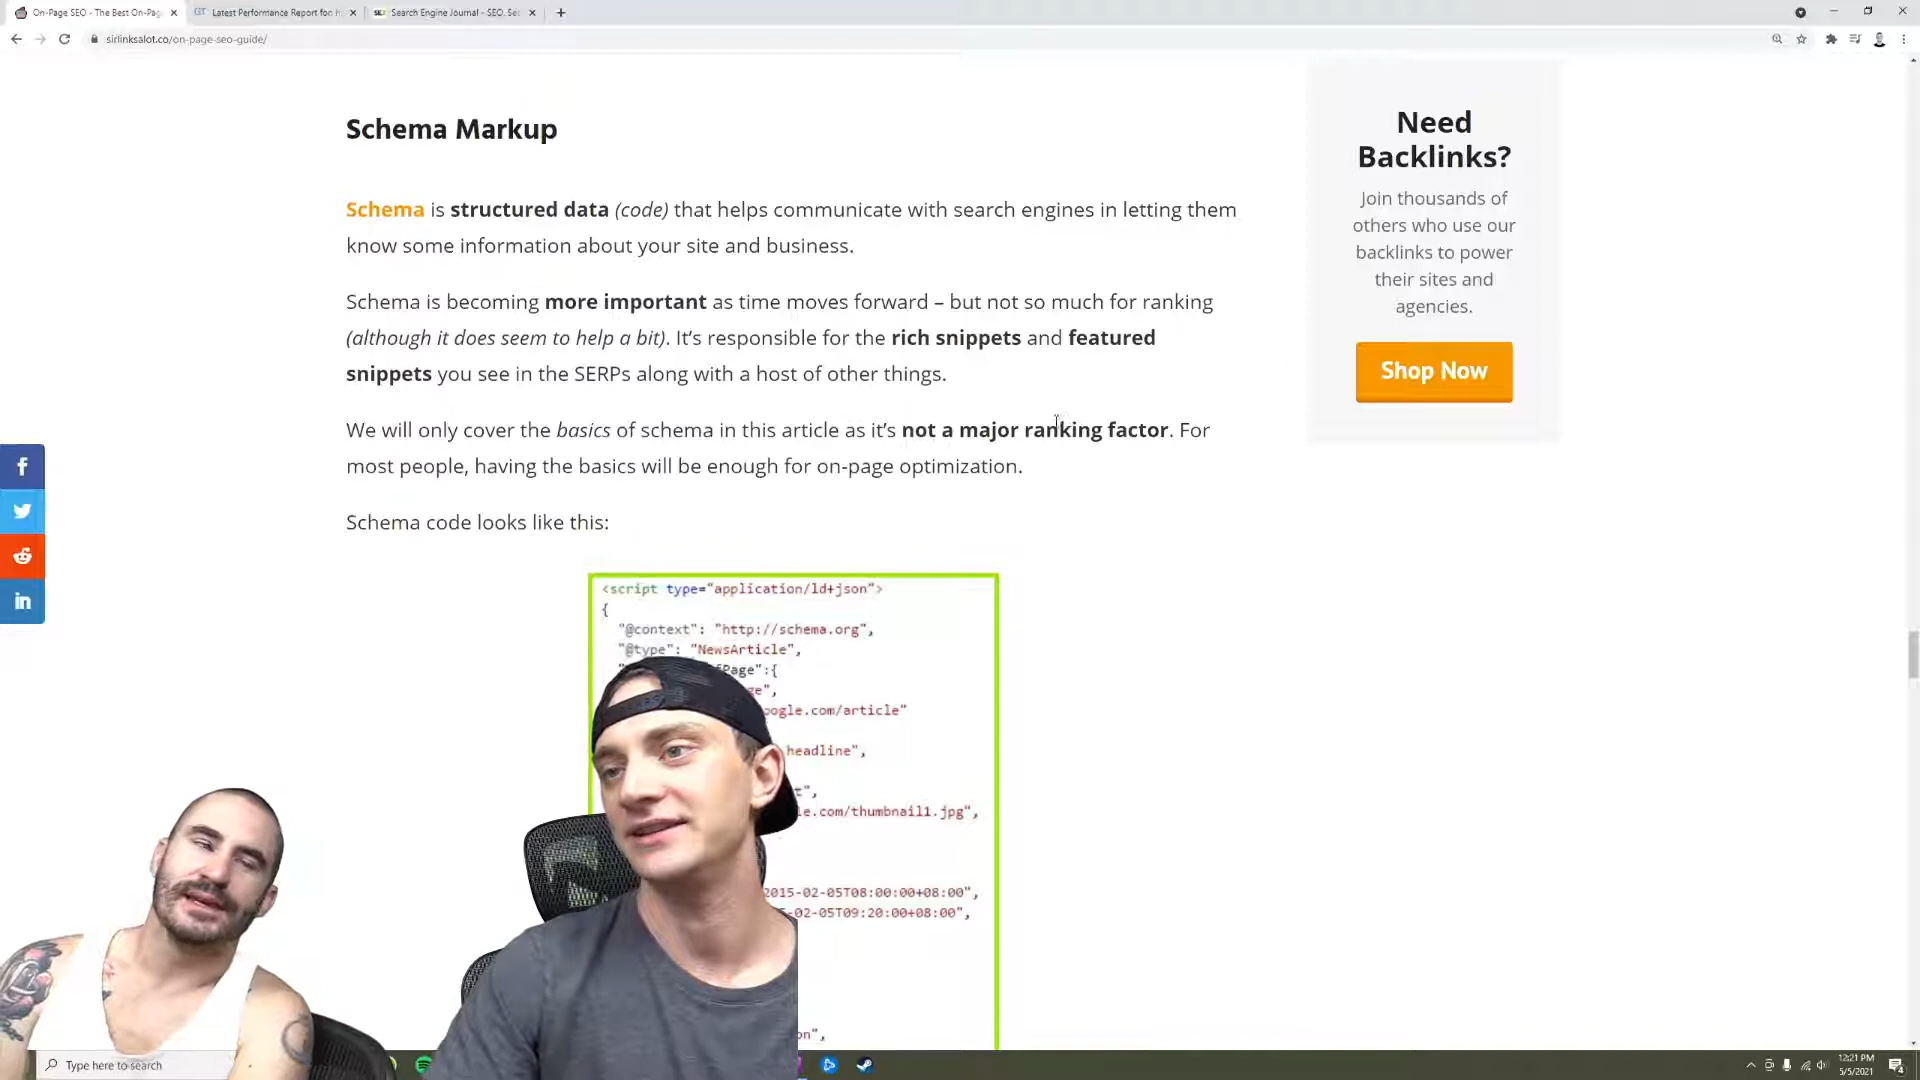 On-Page SEO - The Best On-Pag
GT
Latest Performance Report for: h
SEJ
Search Engine Journal - SEO, Se
sirlinksalot.co/on-page-seo-guide/
Schema Markup
Schema is structured data (code) that helps communicate with search engines in letting them
know some information about your site and business.
Schema is becoming more important as time moves forward – but not so much for ranking
(although it does seem to help a bit). It’s responsible for the rich snippets and featured
snippets you see in the SERPs along with a host of other things.
We will only cover the basics of schema in this article as it’s not a major ranking factor. For
most people, having the basics will be enough for on-page optimization.
Schema code looks like this:
<script type="application/ld+json">
{
"@context": "http://schema.org",
"@type": "NewsArticle",
Page":{
ge",
oogle.com/article"
headline",
t",
le.com/thumbnail1.jpg",
2015-02-05T08:00:00+08:00",
5-02-05T09:20:00+08:00",
on",
Need
Backlinks?
Join thousands of
others who use our
backlinks to power
their sites and
agencies.
Shop Now
f
in
Type here to search
12:21 PM
5/5/2021
4